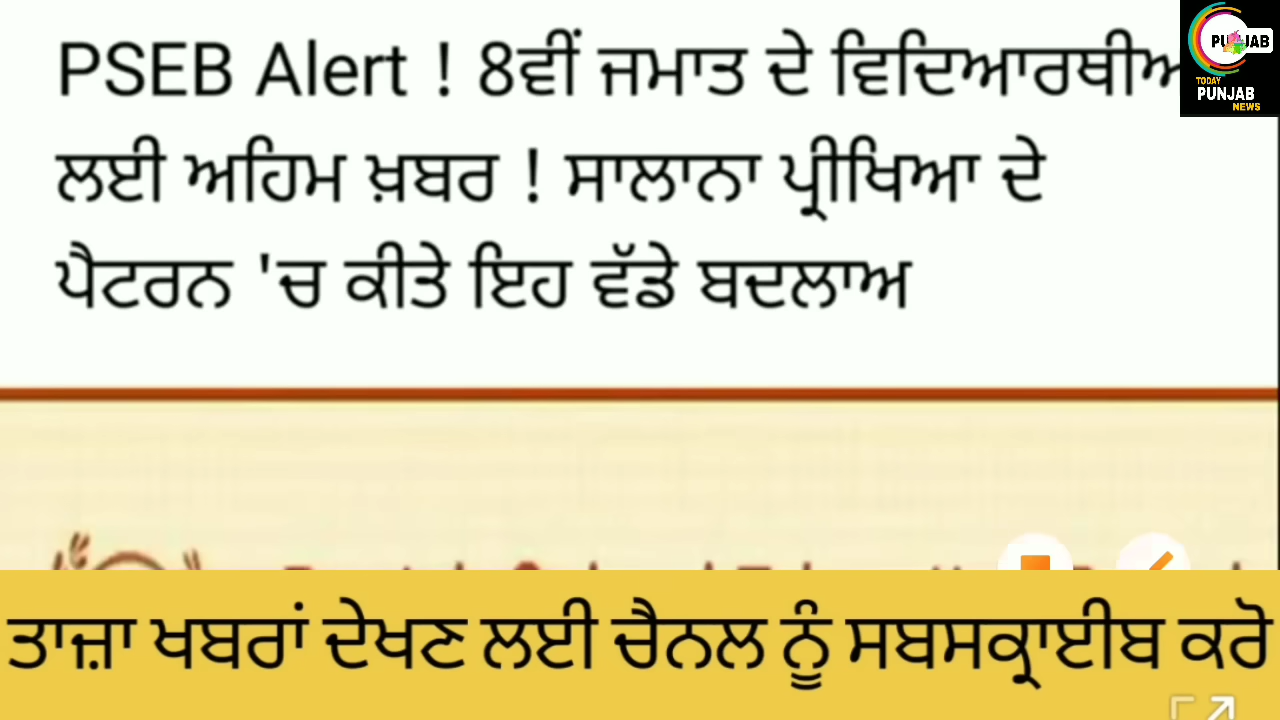 PSEB Alert ! 8ਵੀਂ ਜਮਾਤ ਦੇ
ਲਈ ਅਹਿਮ ਖ਼ਬਰ ! ਸਾਲਾਨਾ ਪ੍ਰੀਖਿਆ ਦੇ
ਪੈਟਰਨ 'ਚ ਕੀਤੇ ਇਹ ਵੱਡੇ ਬਦਲਾਅ
PUNJAB
TODAY
PUNJAB
NEWS
ਤਾਜ਼ਾ ਖਬਰਾਂ ਦੇਖਣ ਲਈ ਚੈਨਲ ਨੂੰ ਸਬਸਕ੍ਰਾਈਬ ਕਰੋ